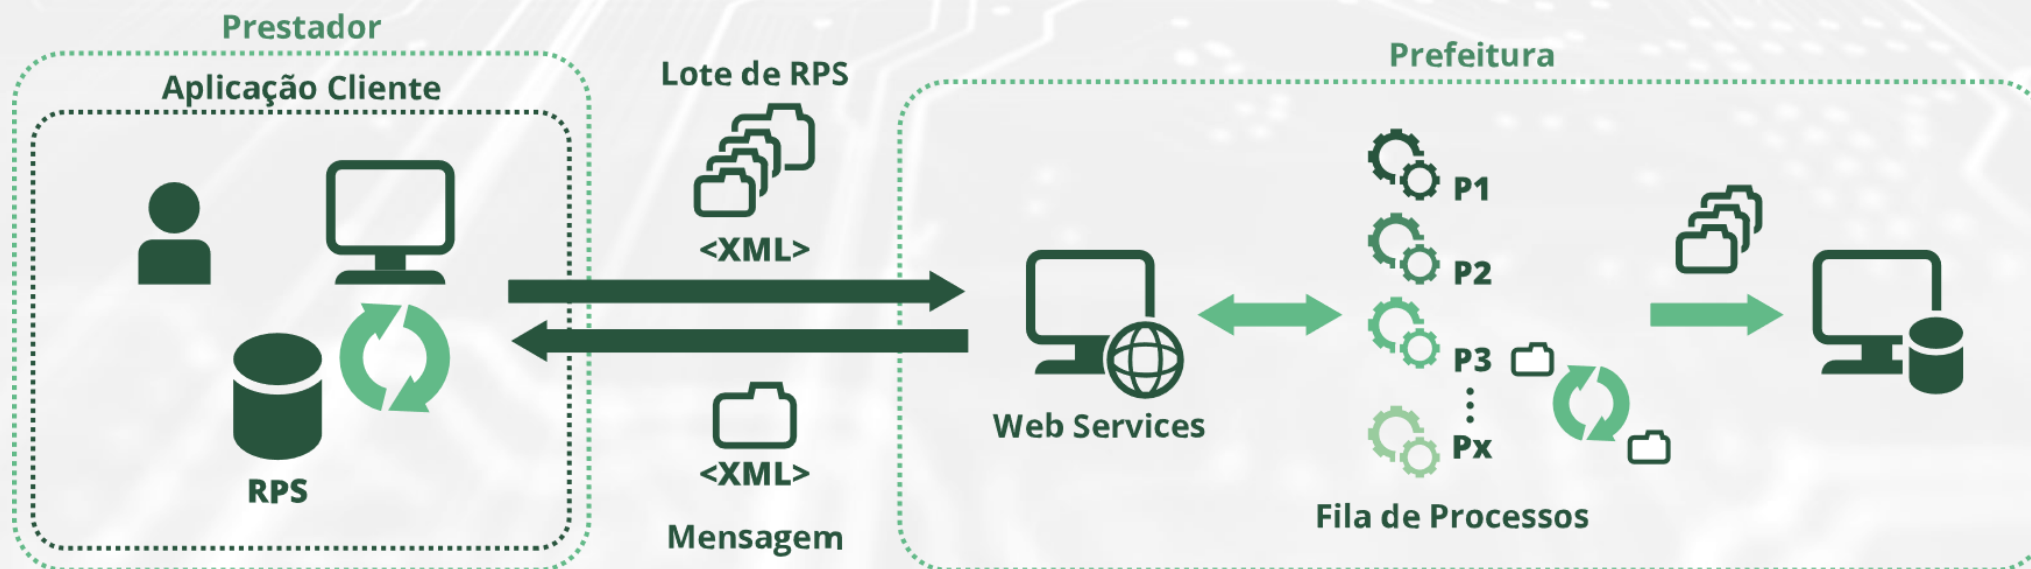 Prestador
Aplicação Cliente
RPS
Lote de RPS
<XML>
<XML>
Mensagem
Prefeitura
Web Services
P1
P2
P3
Px
Fila de Processos